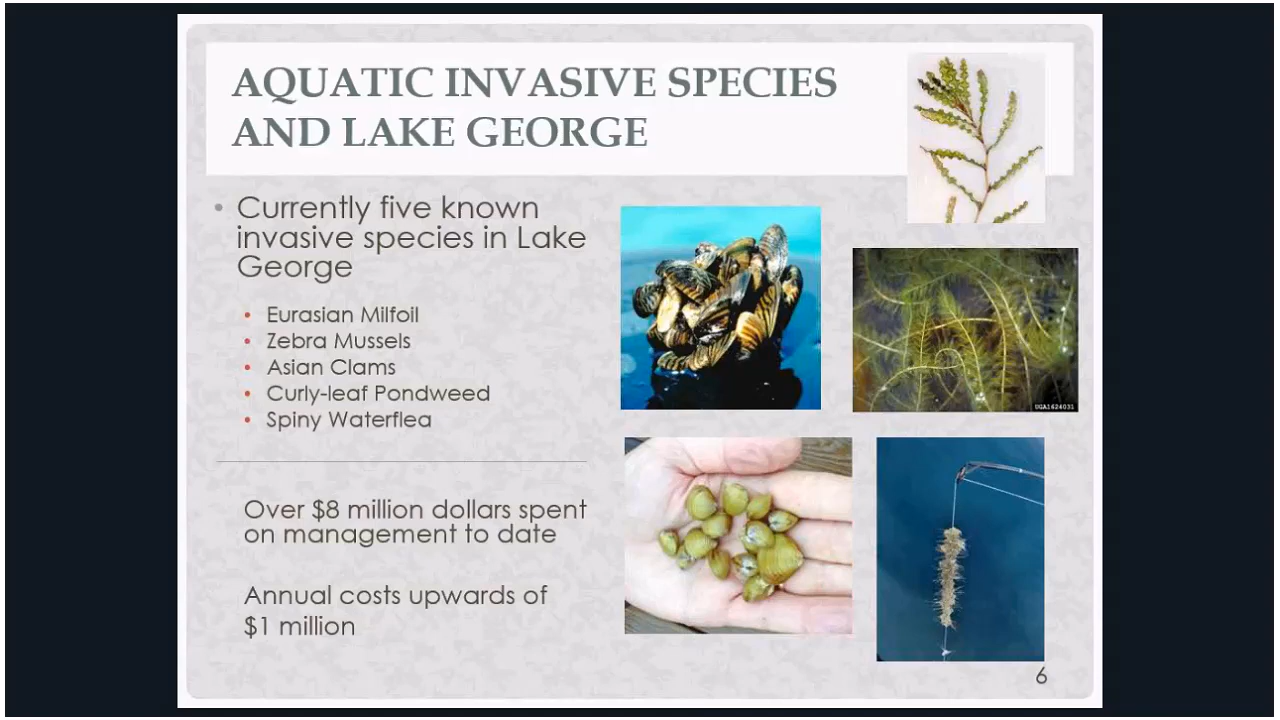 AQUATIC INVASIVE SPECIES
AND LAKE GEORGE
• Currently five known
invasive species in Lake
George
• Eurasian Milfoil
• Zebra Mussels
• Asian Clams
• Curly-leaf Pondweed
• Spiny Waterflea
UGA1624031
Over $8 million dollars spent
on management to date
Annual costs upwards of
$1 million
6